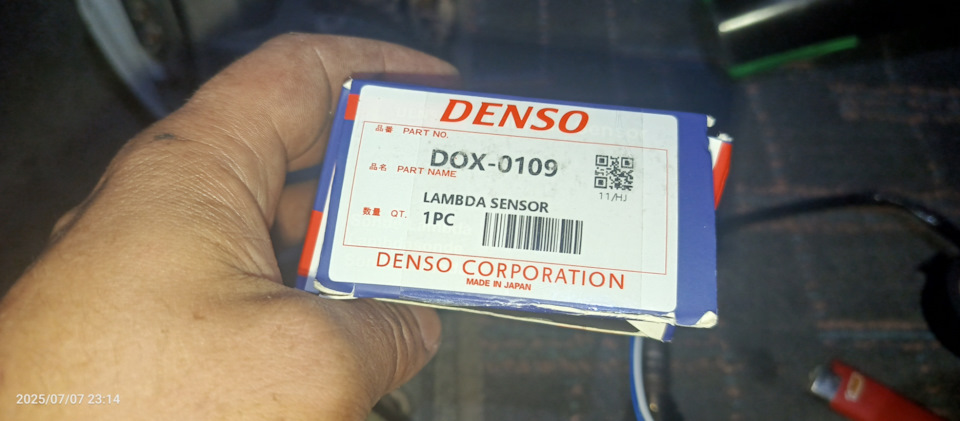 DENSO
品番 PART NO.
DOX-0109
品名 PART NAME
LAMBDA SENSOR
数量 QT. 1PC
11/HJ
DENSO CORPORATION
MADE IN JAPAN
2025/07/07 23:14